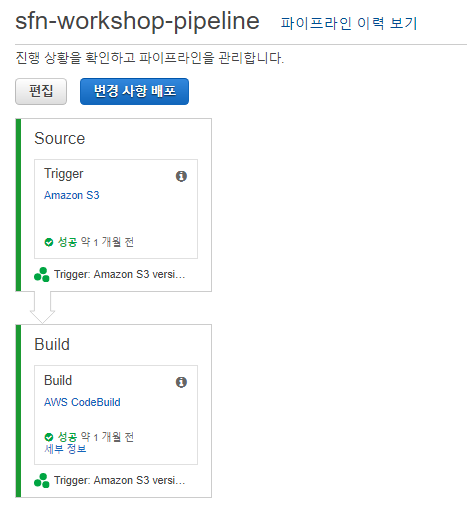 sfn-workshop-pipeline 파이프라인 이력 보기
진행 상황을 확인하고 파이프라인을 관리합니다.
편집 변경 사항 배포
Source
Trigger
Amazon S3
성공 약 1 개월 전
Trigger: Amazon S3 versi...
Build
Build
AWS CodeBuild
성공 약 1 개월 전
세부 정보
Trigger: Amazon S3 versi...